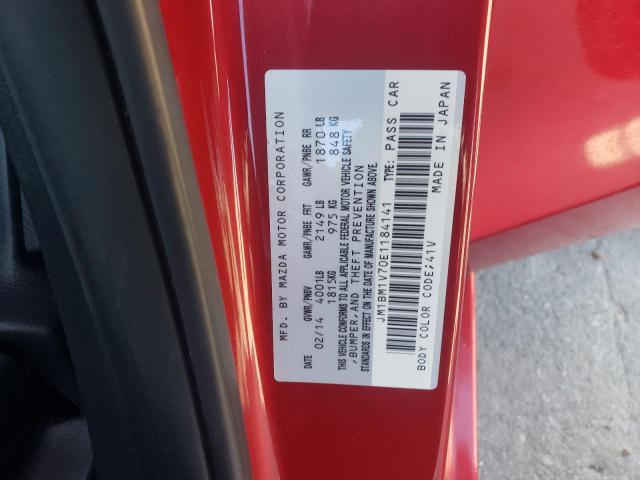 MFD. BY MAZDA MOTOR CORPORATION
GVWR/PNBV GAWR/PNBE FRT GAWR/PNBE RR
02/14 4001LB 2149 LB 1870 LB
1815KG 975 KG 848 KG
THIS VEHICLE CONFORMS TO ALL APPLICABLE FEDERAL MOTOR VEHICLE SAFETY
,BUMPER,AND THEFT PREVENTION
STANDARDS IN EFFECT ON THE DATE OF MANUFACTURE SHOWN ABOVE.
JM1BM1V70E1184141 TYPE: PASS CAR
BODY COLOR CODE;41V MADE IN JAPAN